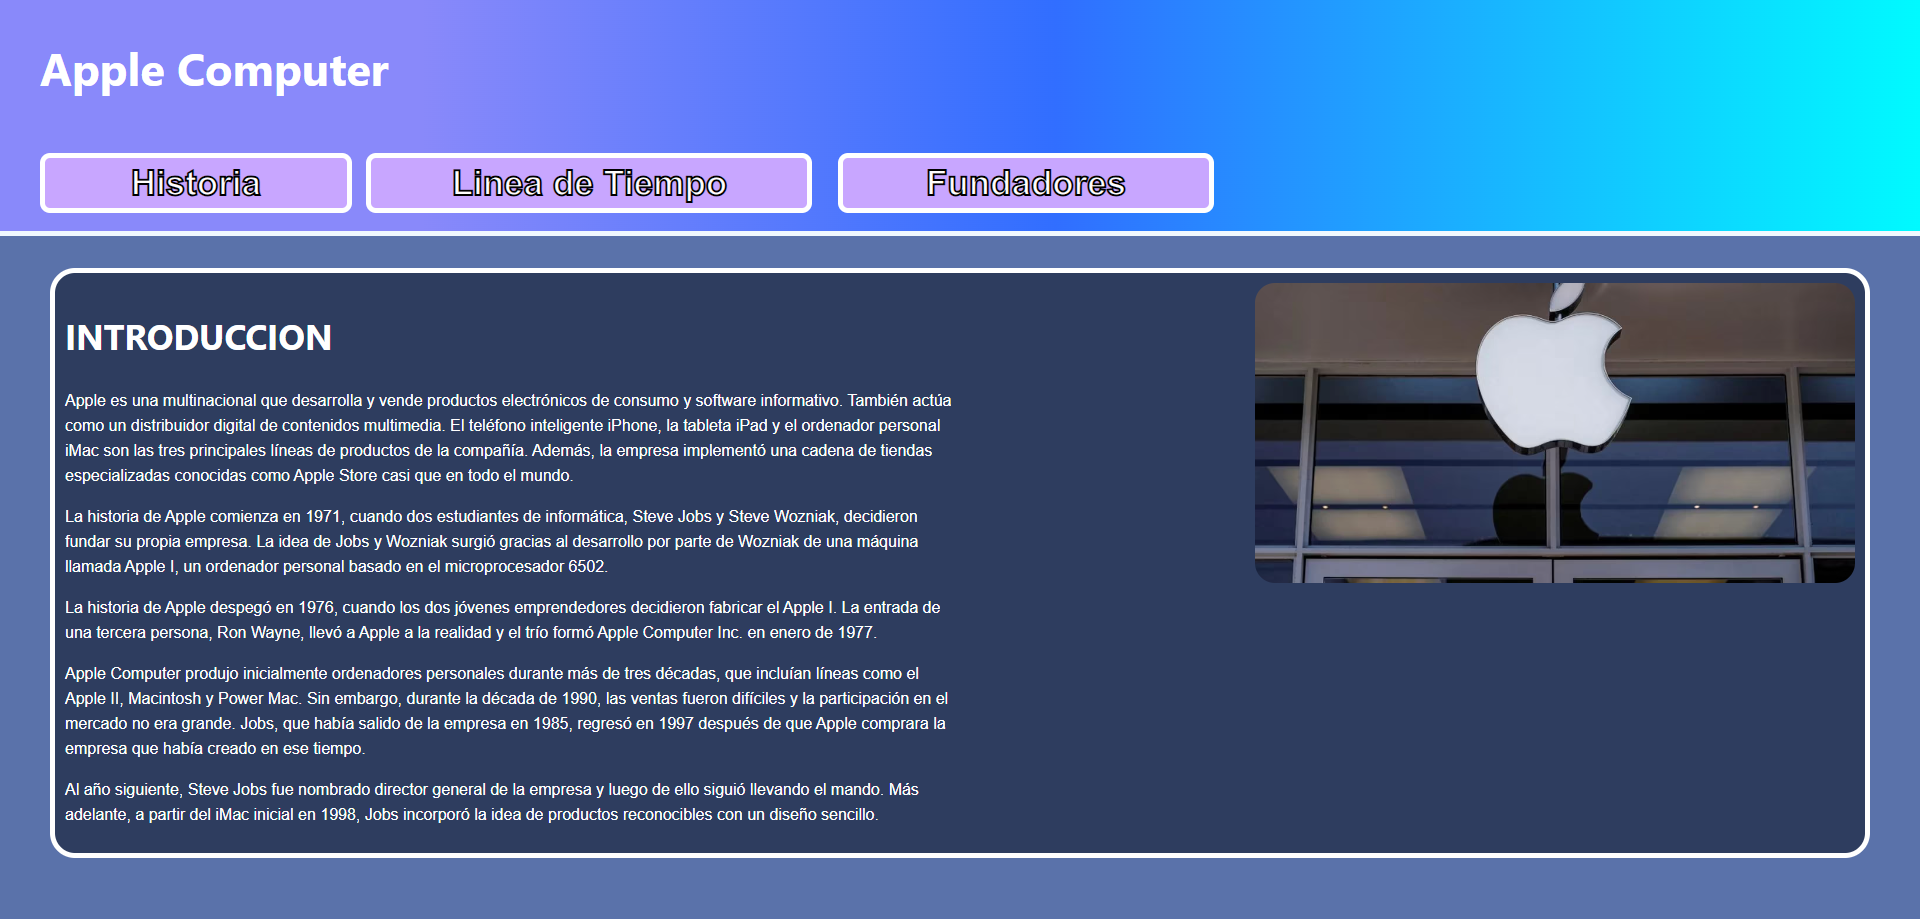 Apple Computer
Historia
Linea de Tiempo
Fundadores
INTRODUCCION
Apple es una multinacional que desarrolla y vende productos electrónicos de consumo y software informativo. También actúa
como un distribuidor digital de contenidos multimedia. El teléfono inteligente iPhone, la tableta iPad y el ordenador personal
iMac son las tres principales líneas de productos de la compañía. Además, la empresa implementó una cadena de tiendas
especializadas conocidas como Apple Store casi que en todo el mundo.
La historia de Apple comienza en 1971, cuando dos estudiantes de informática, Steve Jobs y Steve Wozniak, decidieron
fundar su propia empresa. La idea de Jobs y Wozniak surgió gracias al desarrollo por parte de Wozniak de una máquina
llamada Apple I, un ordenador personal basado en el microprocesador 6502.
La historia de Apple despegó en 1976, cuando los dos jóvenes emprendedores decidieron fabricar el Apple I. La entrada de
una tercera persona, Ron Wayne, llevó a Apple a la realidad y el trío formó Apple Computer Inc. en enero de 1977.
Apple Computer produjo inicialmente ordenadores personales durante más de tres décadas, que incluían líneas como el
Apple II, Macintosh y Power Mac. Sin embargo, durante la década de 1990, las ventas fueron difíciles y la participación en el
mercado no era grande. Jobs, que había salido de la empresa en 1985, regresó en 1997 después de que Apple comprara la
empresa que había creado en ese tiempo.
Al año siguiente, Steve Jobs fue nombrado director general de la empresa y luego de ello siguió llevando el mando. Más
adelante, a partir del iMac inicial en 1998, Jobs incorporó la idea de productos reconocibles con un diseño sencillo.